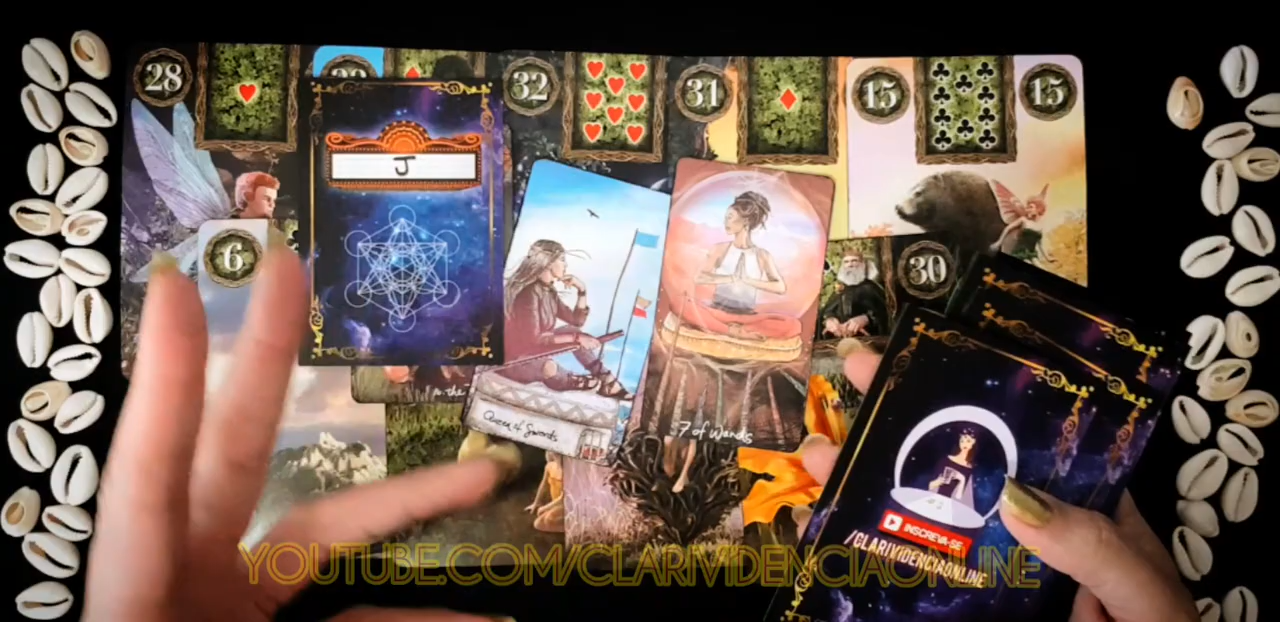 28
32
31
15
15
J
6
30
Queen of Swords
7 of Wands
INSCREVA-SE
/CLARIVIDENCIAONLINE
YOUTUBE.COM/CLARIVIDENCIAONLINE